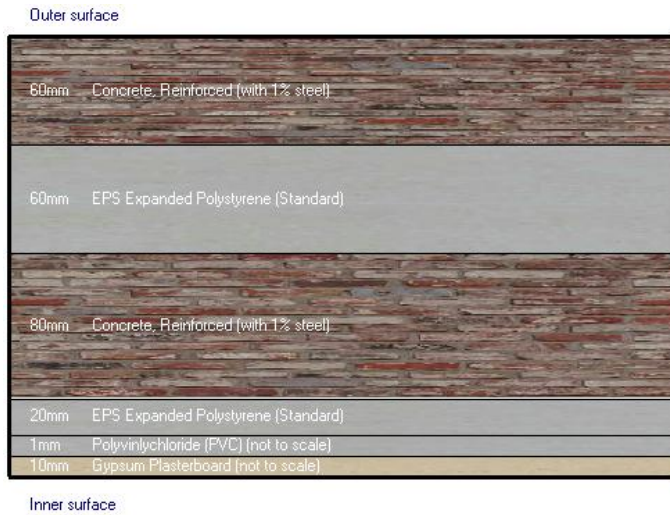 Outer surface
60mm Concrete, Reinforced (with 1% steel)
60mm EPS Expanded Polystyrene (Standard)
80mm Concrete, Reinforced (with 1% steel)
20mm EPS Expanded Polystyrene (Standard)
1mm Polyvinlychloride (PVC) (not to scale)
10mm Gypsum Plasterboard (not to scale)
Inner surface